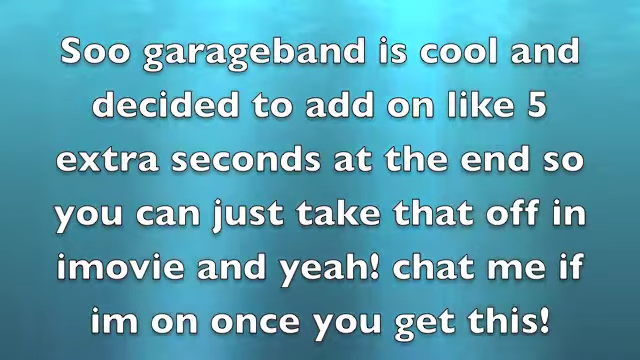 Soo garageband is cool and
decided to add on like 5
extra seconds at the end so
you can just take that off in
imovie and yeah! chat me if
im on once you get this!